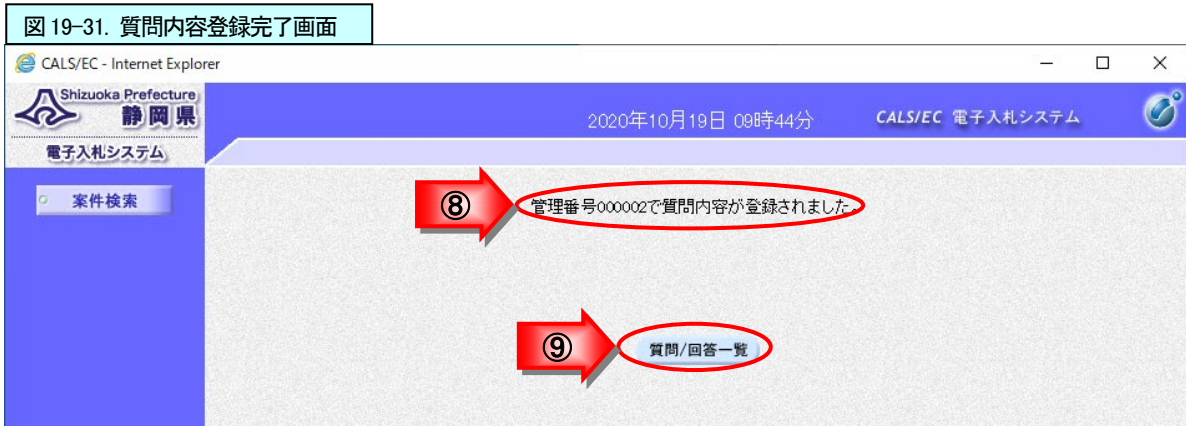 図 19-31. 質問内容登録完了画面
CALS/EC - Internet Explorer
Shizuoka Prefecture
静岡県
電子入札システム
2020年10月19日 09時44分
CALS/EC 電子入札システム
案件検索
⑧
管理番号000002で質問内容が登録されました。
⑨
質問/回答一覧